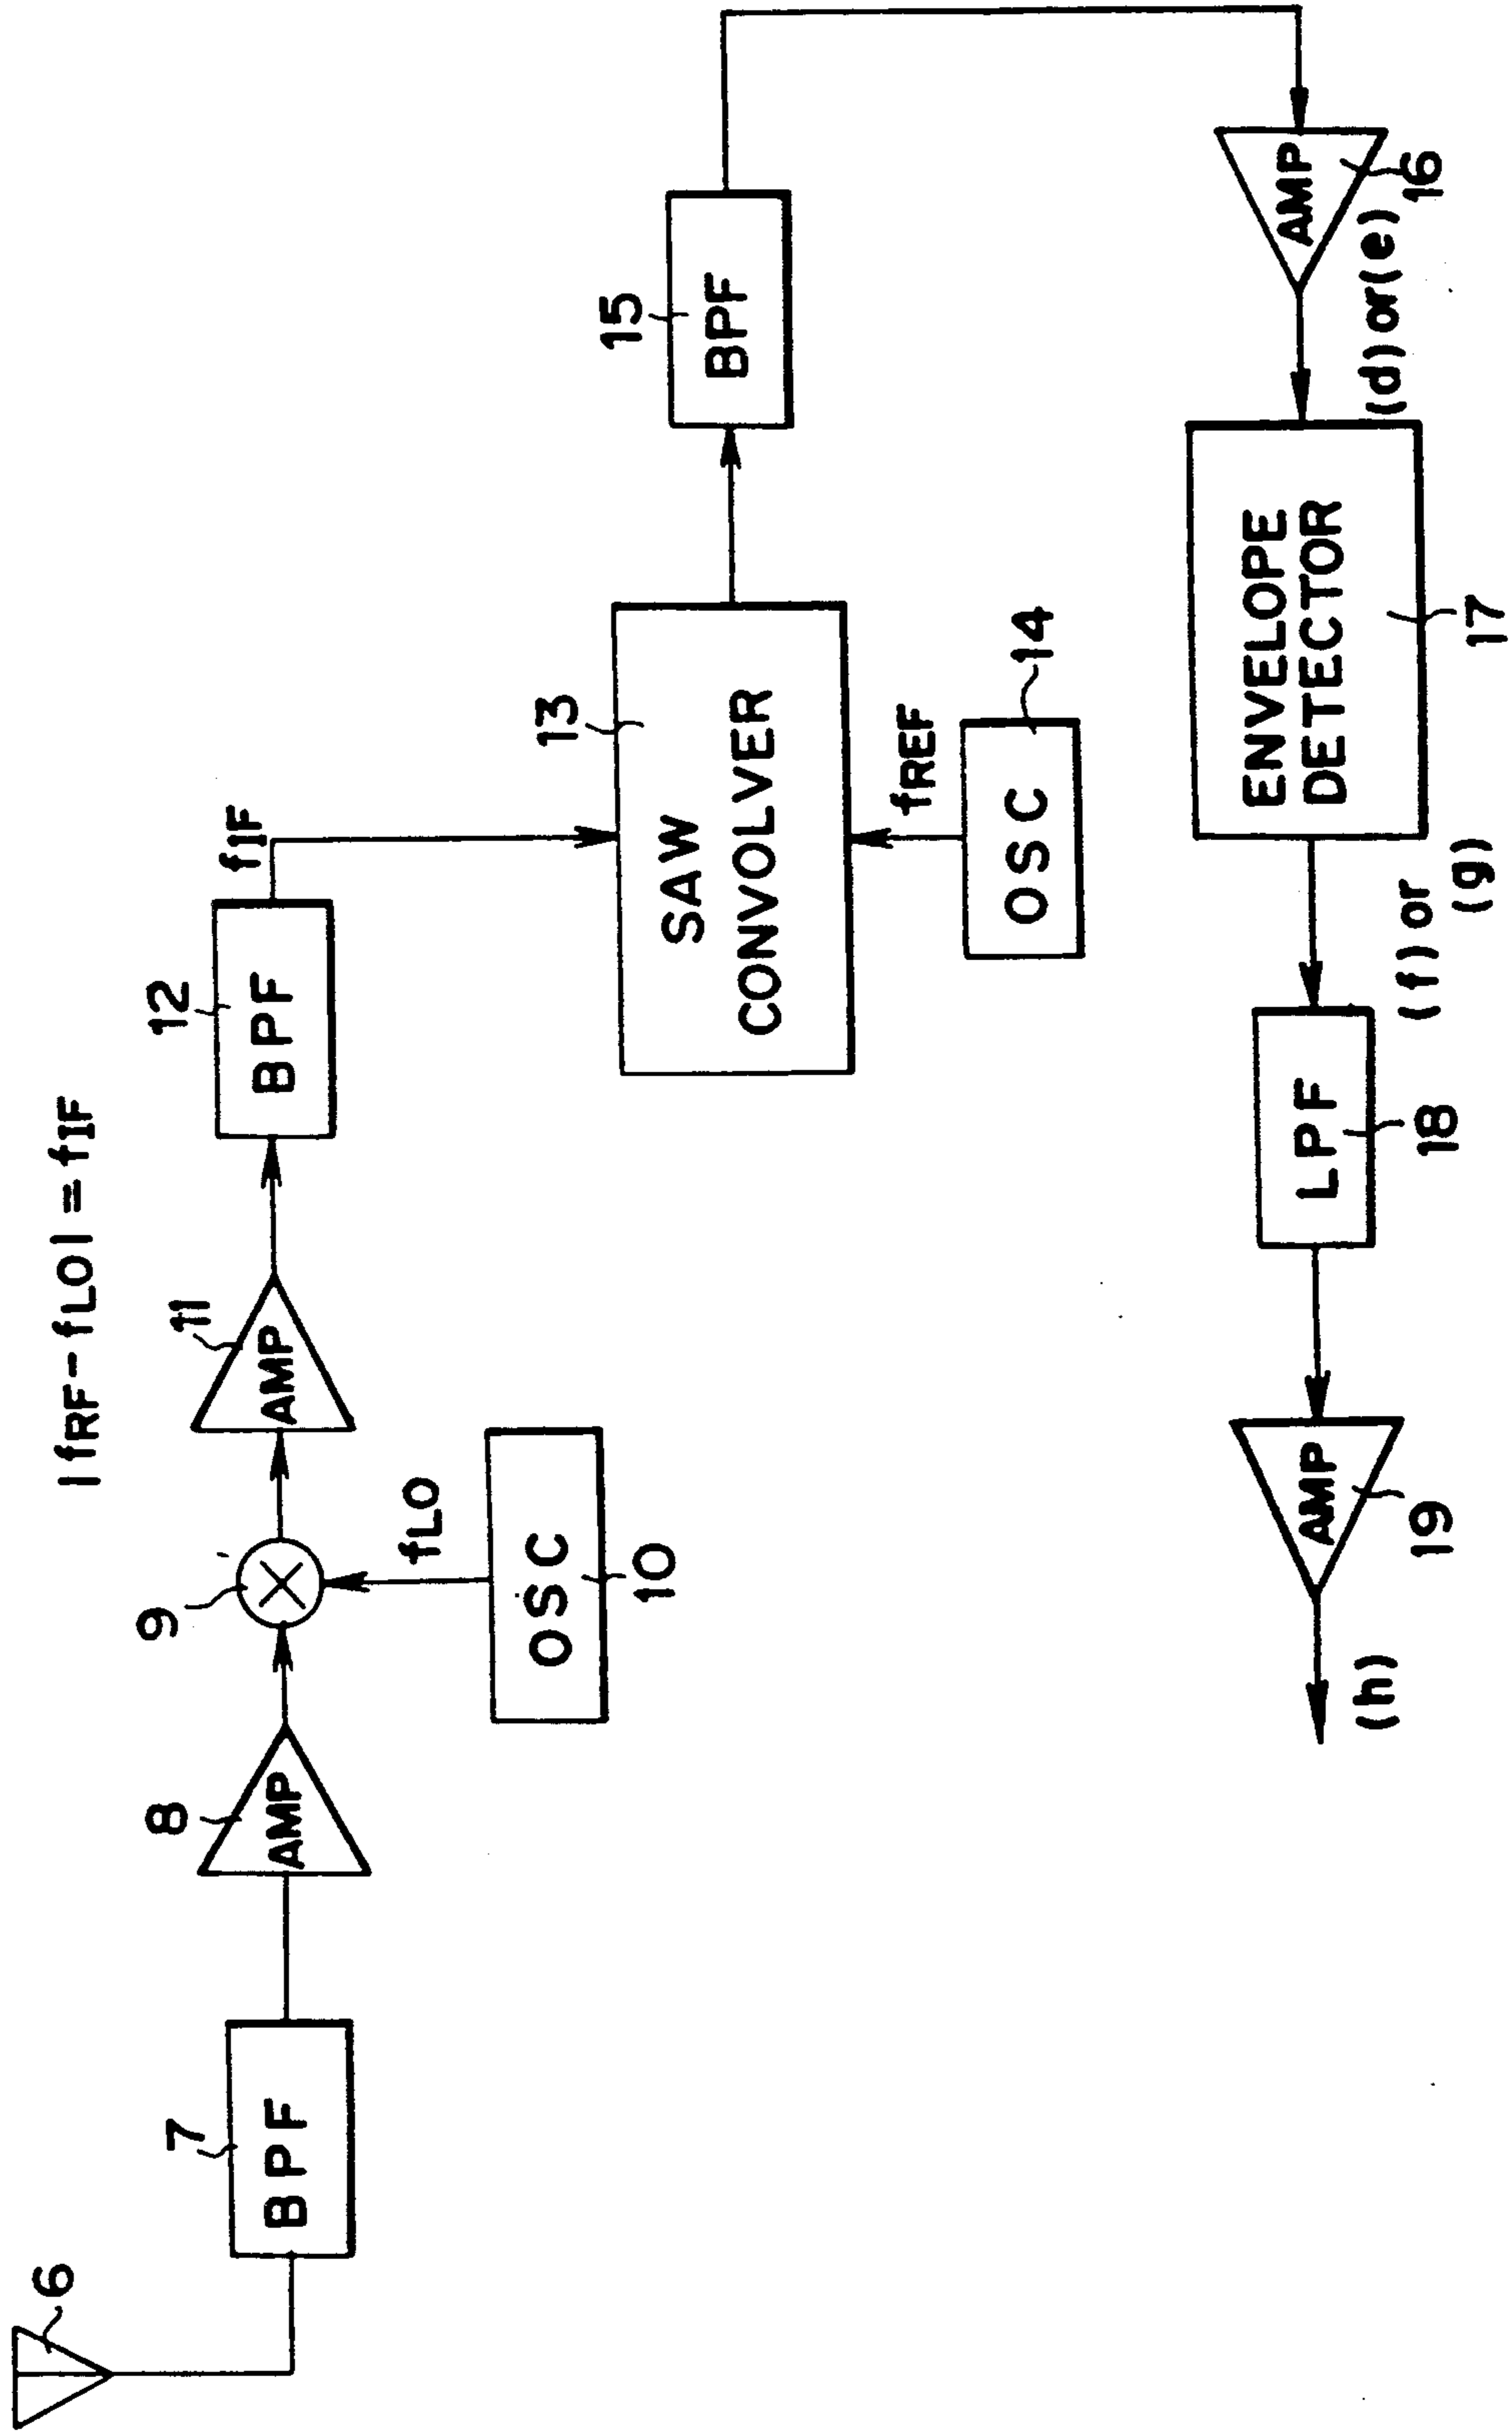 6
7
BPF
8
AMP
9
fLO
OSC
10
|fRF-fLO|=fIF
11
AMP
12
BPF
fIF
13
SAW
CONVOLVER
fREF
OSC
14
15
BPF
AMP
16
(d)or(e)
ENVELOPE
DETECTOR
17
(f)or
(g)
LPF
18
AMP
19
(h)